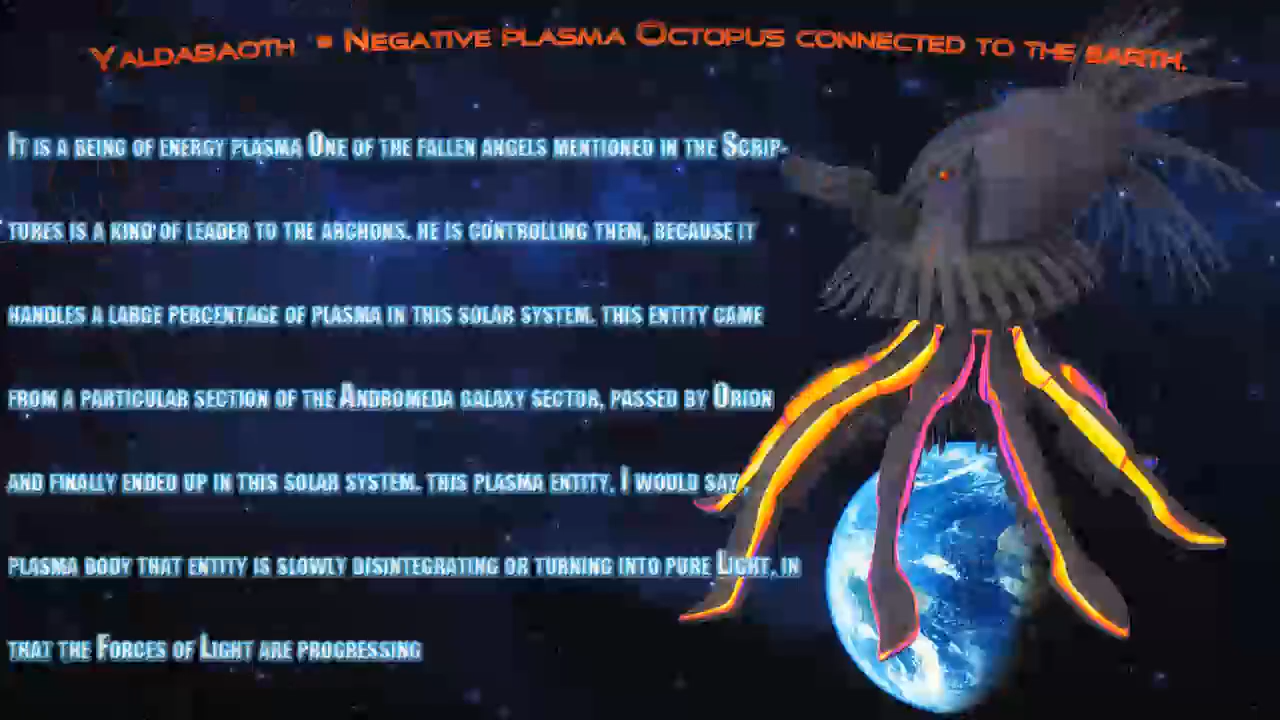 Yaldabaoth - Negative plasma Octopus connected to the earth.
It is a being of energy plasma One of the fallen angels mentioned in the Scrip-
tures is a kind of leader to the archons. he is controlling them, because it
handles a large percentage of plasma in this solar system. this entity came
from a particular section of the Andromeda galaxy sector, passed by Orion
and finally ended up in this solar system. this plasma entity, I would say,
plasma body that entity is slowly disintegrating or turning into pure Light, in
that the Forces of Light are progressing